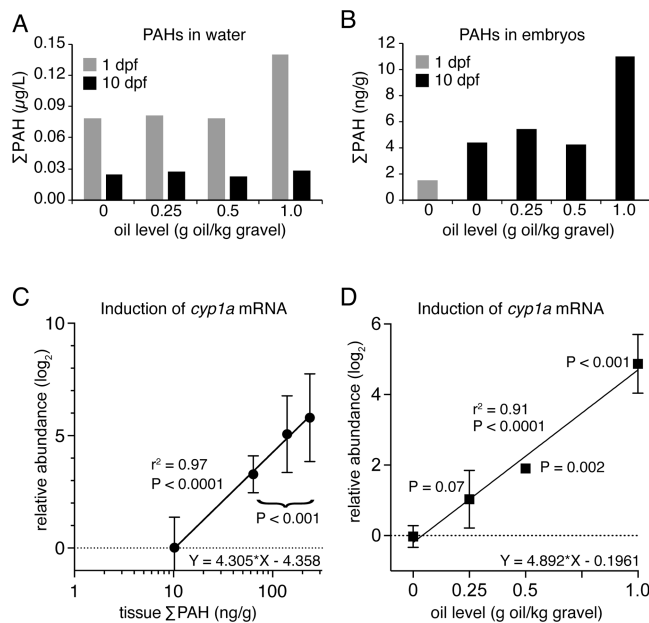 A
PAHs in water
∑PAH (µg/L)
0.15
0.12
0.09
0.06
0.03
0.00
1 dpf
10 dpf
0 0.25 0.5 1.0
oil level (g oil/kg gravel)
B
PAHs in embryos
∑PAH (ng/g)
12
10
8
6
4
2
0
1 dpf
10 dpf
0 0 0.25 0.5 1.0
oil level (g oil/kg gravel)
C
Induction of cyp1a mRNA
relative abundance (log2)
10
5
0
r2 = 0.97
P < 0.0001
P < 0.001
Y = 4.305*X - 4.358
1 10 100
tissue ∑PAH (ng/g)
D
Induction of cyp1a mRNA
relative abundance (log2)
6
4
2
0
P < 0.001
r2 = 0.91
P < 0.0001
P = 0.07
P = 0.002
Y = 4.892*X - 0.1961
0 0.25 0.5 1.0
oil level (g oil/kg gravel)